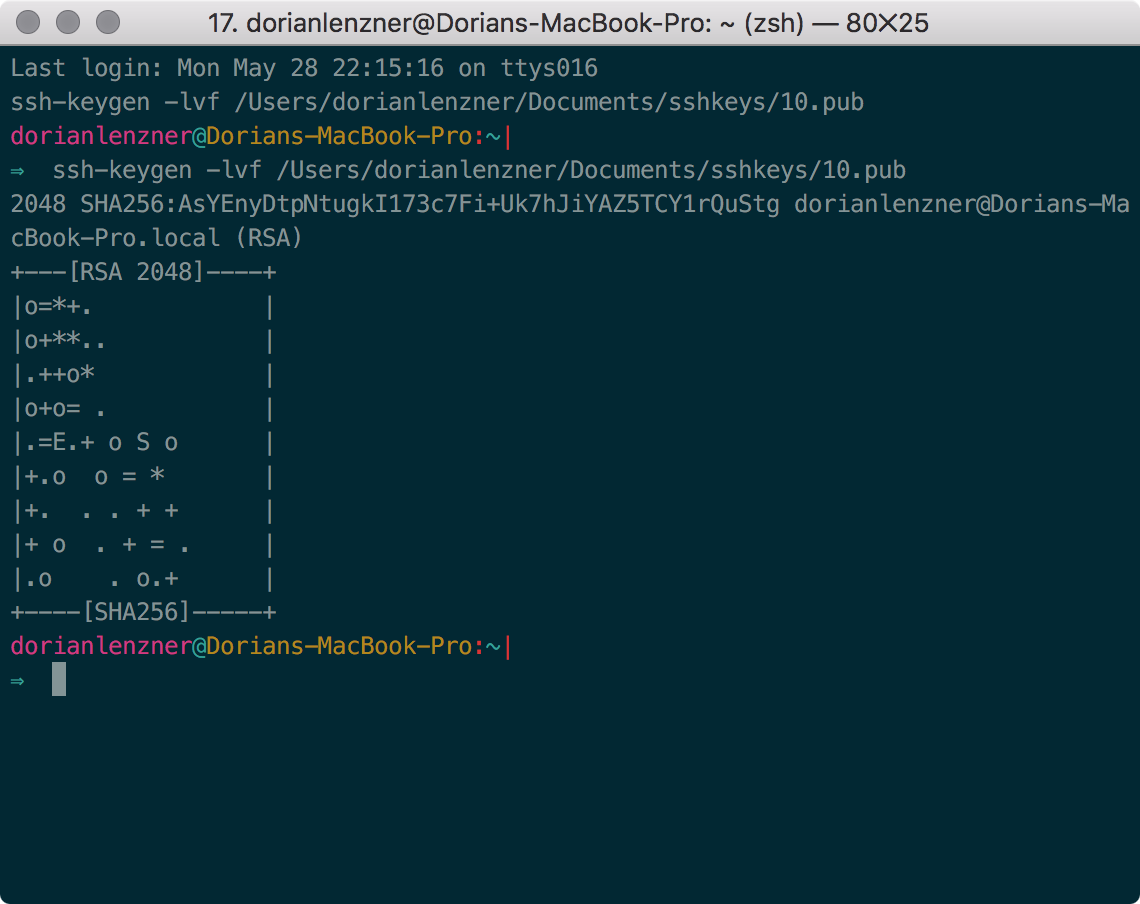 17. dorianlenzner@Dorians-MacBook-Pro: ~ (zsh) — 80×25
Last login: Mon May 28 22:15:16 on ttys016
ssh-keygen -lvf /Users/dorianlenzner/Documents/sshkeys/10.pub
dorianlenzner@Dorians-MacBook-Pro:~|
⇒  ssh-keygen -lvf /Users/dorianlenzner/Documents/sshkeys/10.pub
2048 SHA256:AsYEnyDtpNtugkI173c7Fi+Uk7hJiYAZ5TCY1rQuStg dorianlenzner@Dorians-Ma
cBook-Pro.local (RSA)
+---[RSA 2048]----+
|o=*+.            |
|o+**..           |
|.++o*            |
|o+o= .           |
|.=E.+ o S o      |
|+.o  o = *       |
|+.  . . + +      |
|+ o  . + = .     |
|.o    . o.+      |
+----[SHA256]-----+
dorianlenzner@Dorians-MacBook-Pro:~|
⇒